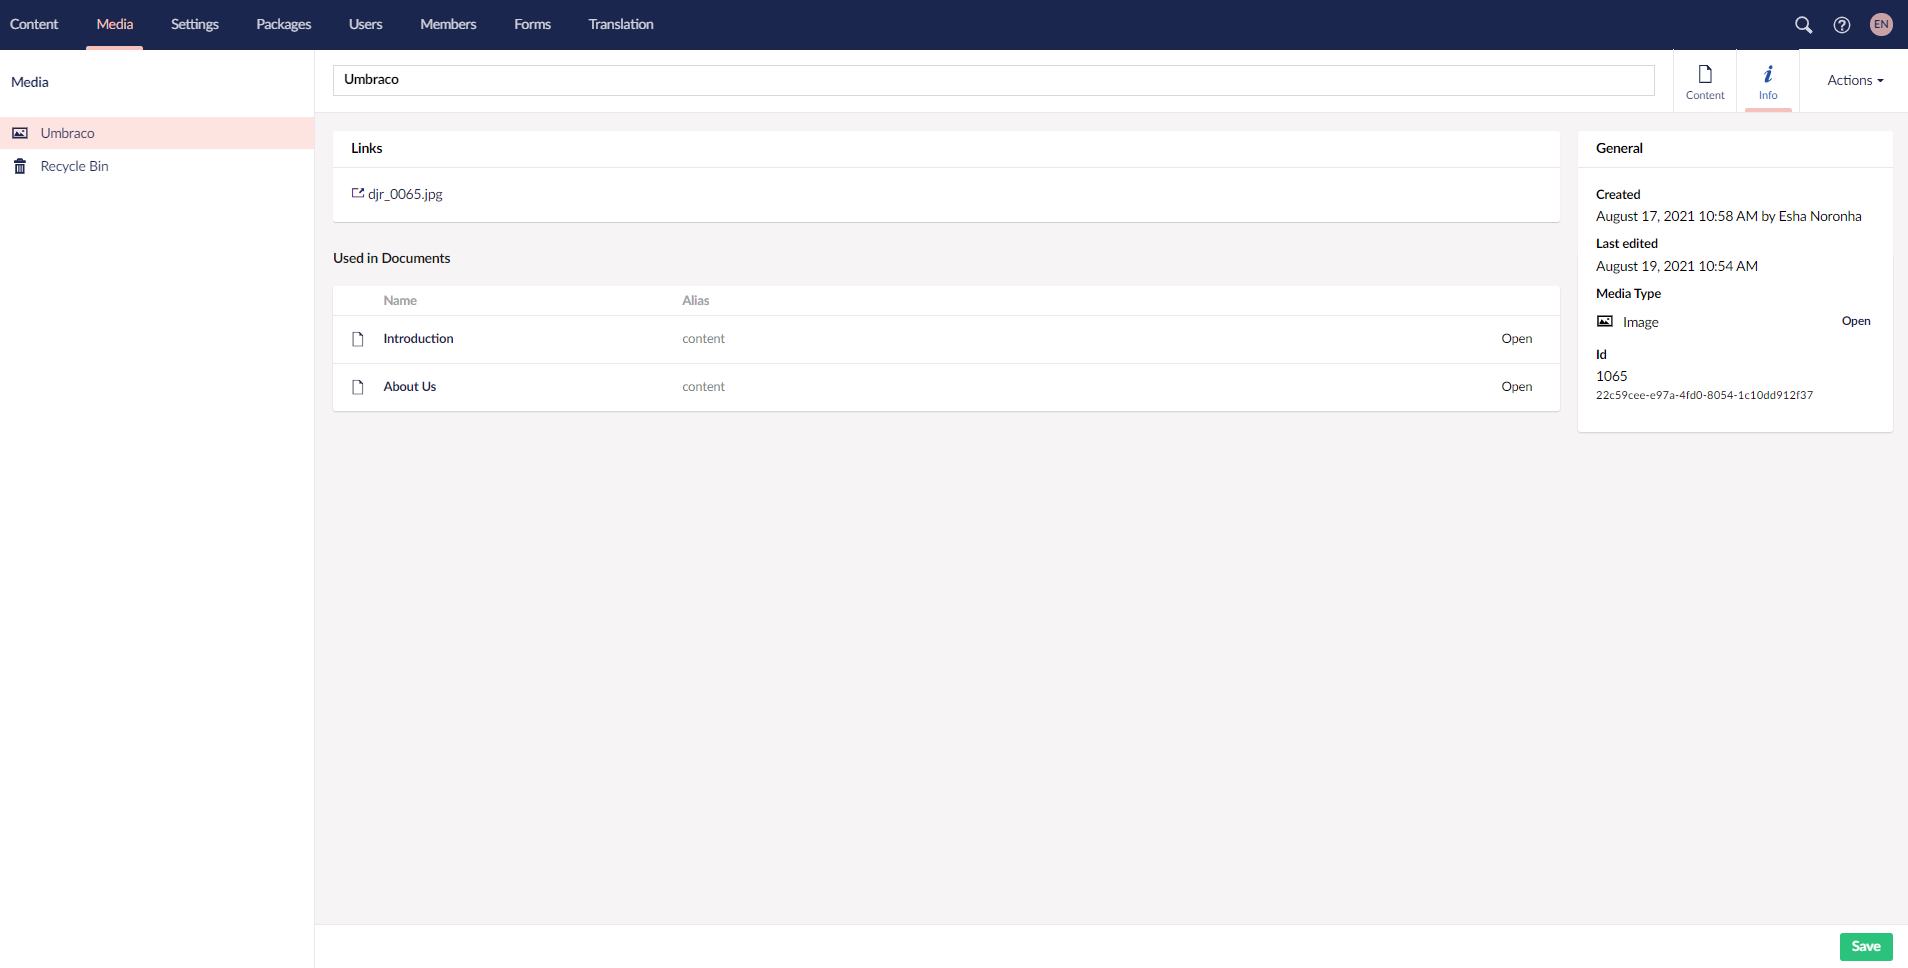 Content Media Settings Packages Users Members Forms Translation EN
Media
Umbraco
Recycle Bin
Umbraco
Content
Info
Actions
Links
djr_0065.jpg
Used in Documents
Name Alias
Introduction content Open
About Us content Open
General
Created
August 17, 2021 10:58 AM by Esha Noronha
Last edited
August 19, 2021 10:54 AM
Media Type
Image Open
Id
1065
22c59cee-e97a-4fd0-8054-1c10dd912f37
Save